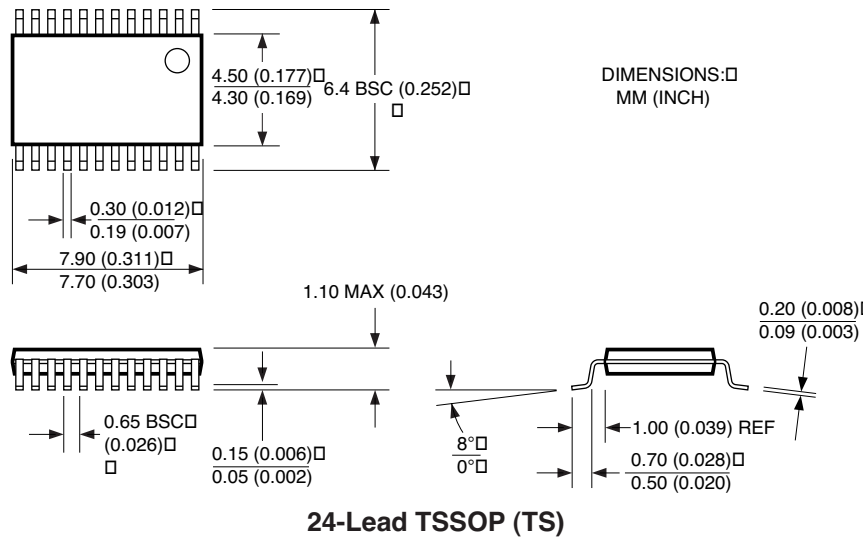 4.50 (0.177)
4.30 (0.169)
6.4 BSC (0.252)
DIMENSIONS:
MM (INCH)
0.30 (0.012)
0.19 (0.007)
7.90 (0.311)
7.70 (0.303)
1.10 MAX (0.043)
0.20 (0.008)
0.09 (0.003)
0.65 BSC
(0.026)
0.15 (0.006)
0.05 (0.002)
8°
0°
1.00 (0.039) REF
0.70 (0.028)
0.50 (0.020)
24-Lead TSSOP (TS)